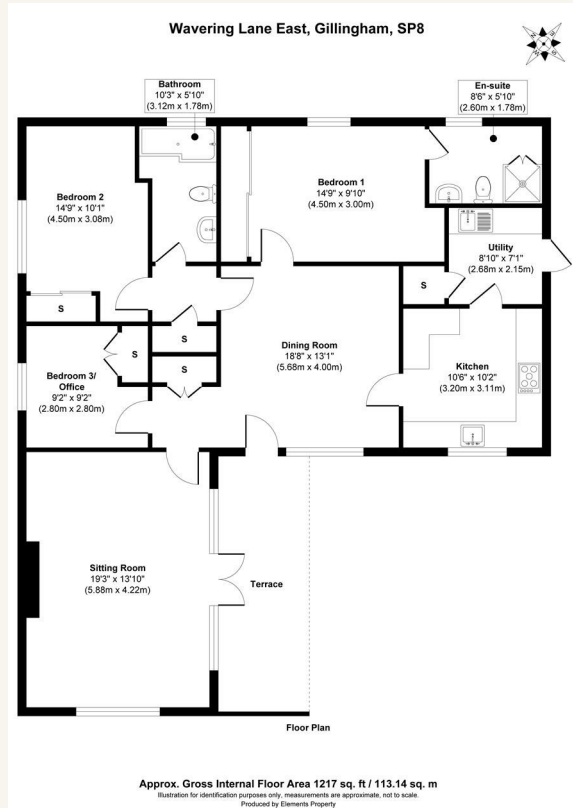 Wavering Lane East, Gillingham, SP8
Bathroom
10'3" x 5'10"
(3.12m x 1.78m)
En-suite
8'6" x 5'10"
(2.60m x 1.78m)
Bedroom 2
14'9" x 10'1"
(4.50m x 3.08m)
Bedroom 1
14'9" x 9'10"
(4.50m x 3.00m)
Utility
8'10" x 7'1"
(2.68m x 2.15m)
S
S
S
S
S
Dining Room
18'8" x 13'1"
(5.68m x 4.00m)
Kitchen
10'6" x 10'2"
(3.20m x 3.11m)
Bedroom 3/
Office
9'2" x 9'2"
(2.80m x 2.80m)
Sitting Room
19'3" x 13'10"
(5.88m x 4.22m)
Terrace
Floor Plan
Approx. Gross Internal Floor Area 1217 sq. ft / 113.14 sq. m
Illustration for identification purposes only, measurements are approximate, not to scale.
Produced by Elements Property